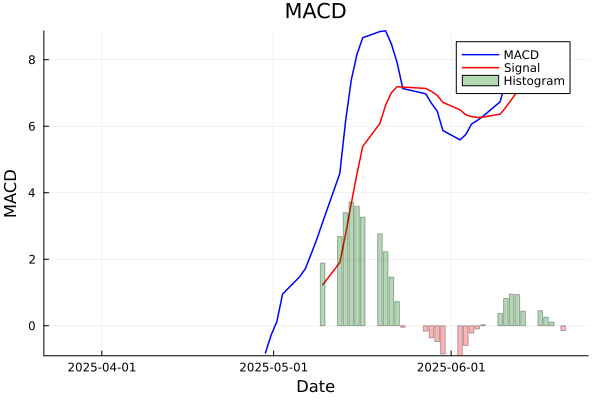 MACD
MACD
Signal
Histogram
8
6
4
2
0
MACD
2025-04-01
2025-05-01
2025-06-01
Date